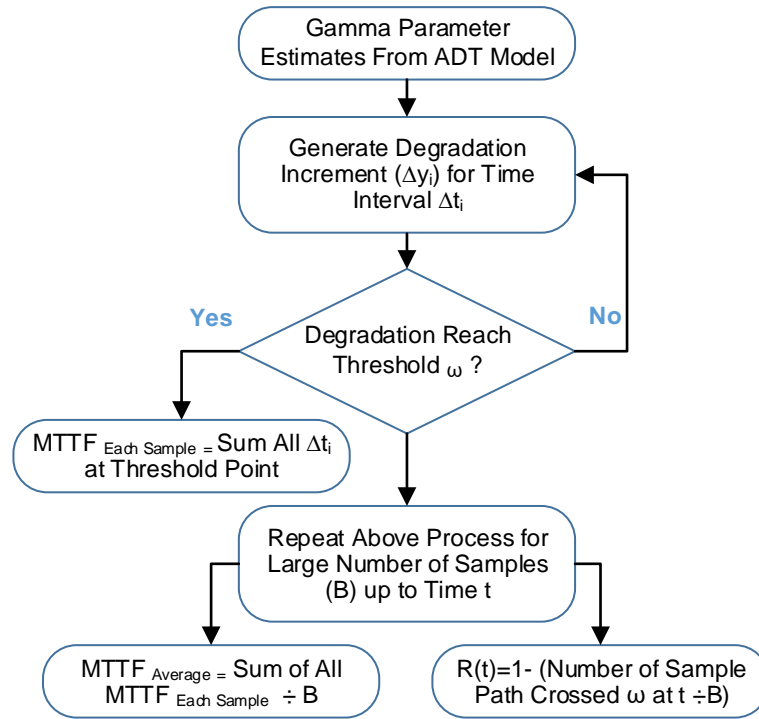 Gamma Parameter
Estimates From ADT Model
Generate Degradation
Increment (Δyi) for Time
Interval Δti
Yes
No
Degradation Reach
Threshold ω ?
MTTF Each Sample = Sum All Δti
at Threshold Point
Repeat Above Process for
Large Number of Samples
(B) up to Time t
MTTF Average = Sum of All
MTTF Each Sample ÷ B
R(t)=1- (Number of Sample
Path Crossed ω at t ÷B)